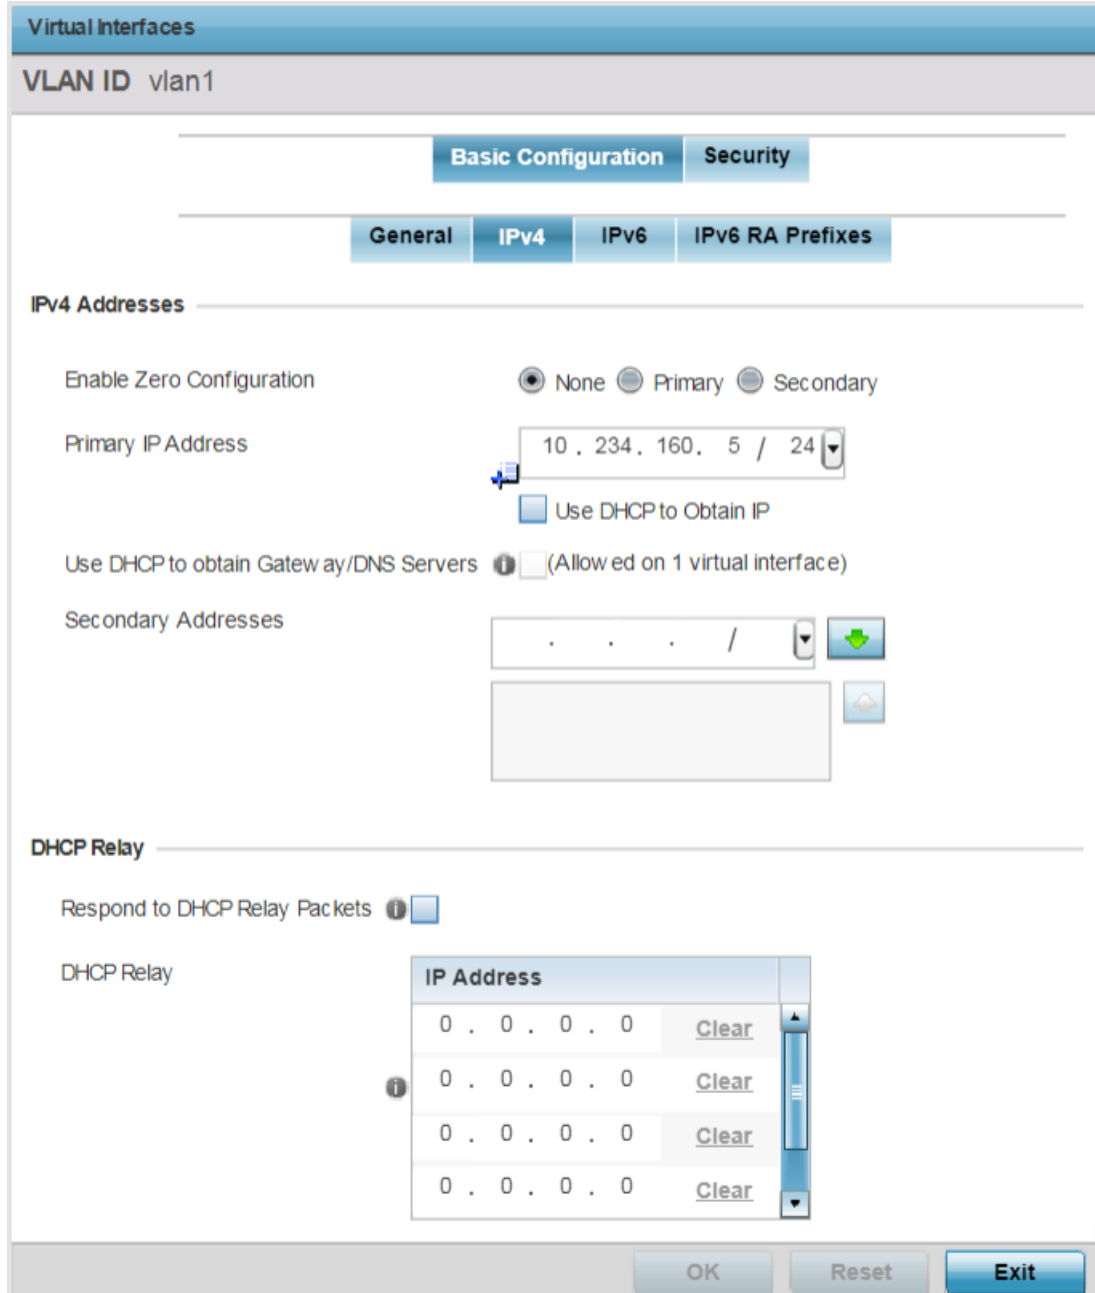 Virtual Interfaces
VLAN ID vlan1
Basic Configuration Security
General IPv4 IPv6 IPv6 RA Prefixes
IPv4 Addresses
Enable Zero Configuration None Primary Secondary
Primary IP Address 10 . 234 . 160 . 5 / 24
Use DHCP to Obtain IP
Use DHCP to obtain Gateway/DNS Servers (Allowed on 1 virtual interface)
Secondary Addresses . . . /
DHCP Relay
Respond to DHCP Relay Packets
DHCP Relay IP Address
0 . 0 . 0 . 0 Clear
0 . 0 . 0 . 0 Clear
0 . 0 . 0 . 0 Clear
0 . 0 . 0 . 0 Clear
OK Reset Exit